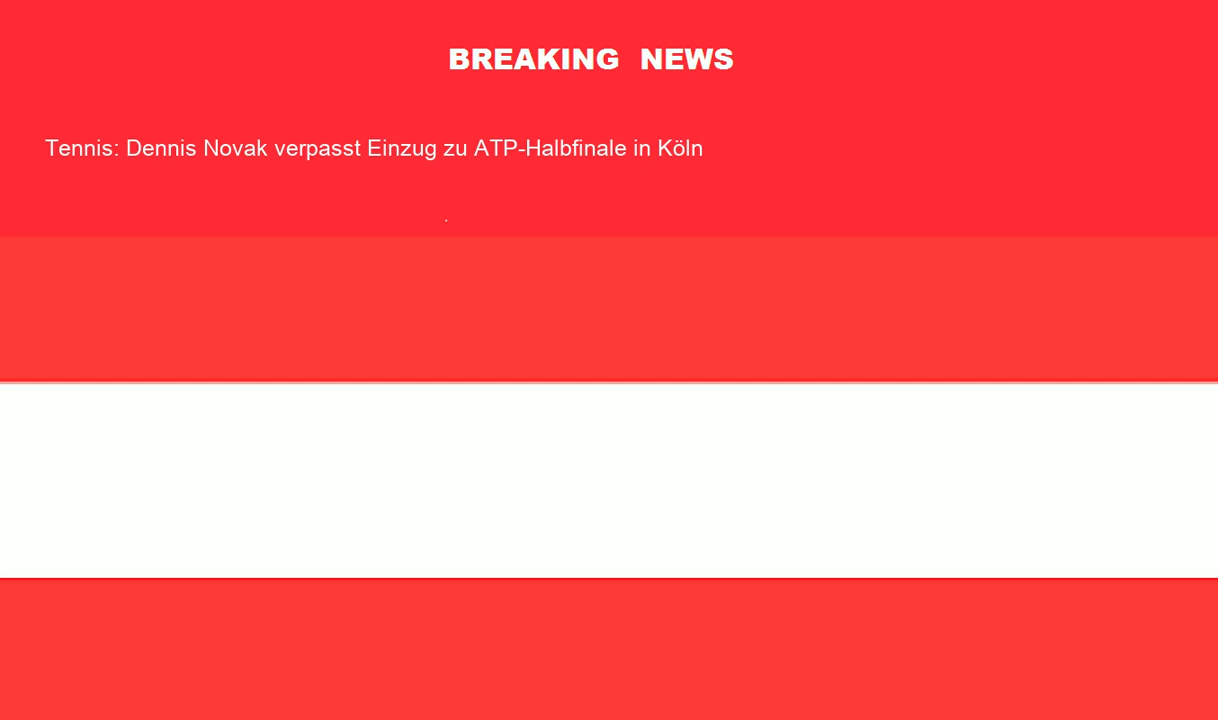 BREAKING NEWS
Tennis: Dennis Novak verpasst Einzug zu ATP-Halbfinale in Köln
.